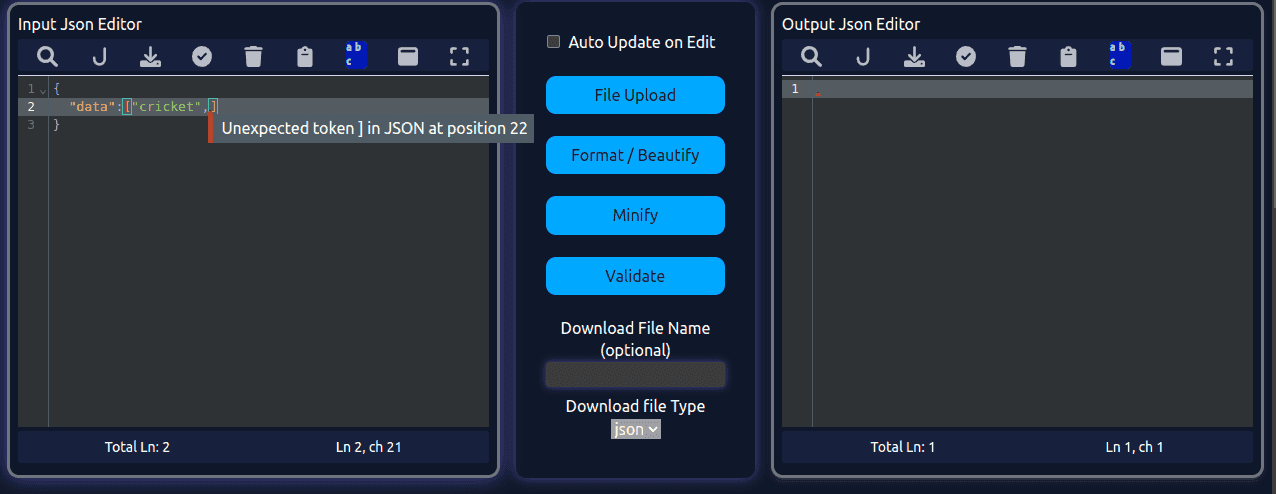 Input Json Editor
a b
c
1 {
2 "data":["cricket",]
3 }
Unexpected token ] in JSON at position 22
Total Ln: 2
Ln 2, ch 21
Auto Update on Edit
File Upload
Format / Beautify
Minify
Validate
Download File Name
(optional)
Download file Type
json
Output Json Editor
a b
c
1
Total Ln: 1
Ln 1, ch 1